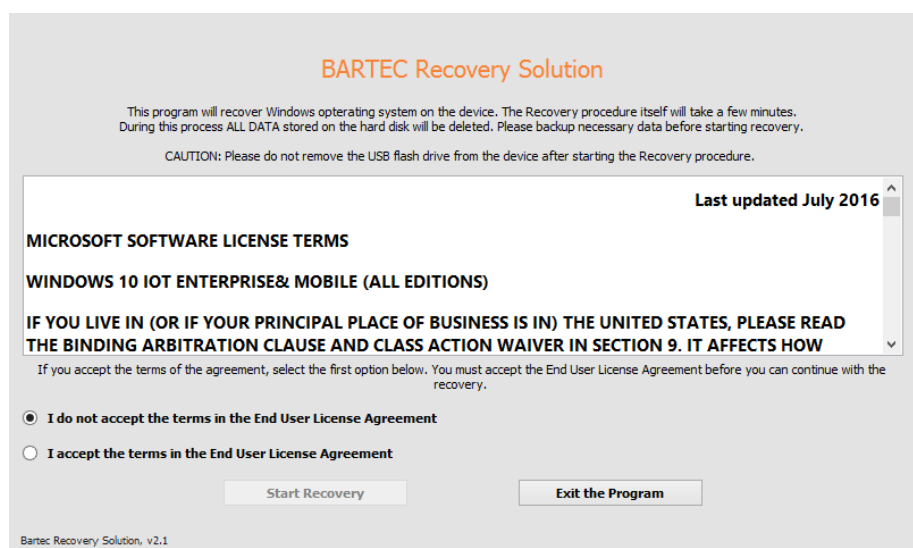 BARTEC Recovery Solution
This program will recover Windows opterating system on the device. The Recovery procedure itself will take a few minutes.
During this process ALL DATA stored on the hard disk will be deleted. Please backup necessary data before starting recovery.
CAUTION: Please do not remove the USB flash drive from the device after starting the Recovery procedure.
Last updated July 2016
MICROSOFT SOFTWARE LICENSE TERMS
WINDOWS 10 IOT ENTERPRISE& MOBILE (ALL EDITIONS)
IF YOU LIVE IN (OR IF YOUR PRINCIPAL PLACE OF BUSINESS IS IN) THE UNITED STATES, PLEASE READ
THE BINDING ARBITRATION CLAUSE AND CLASS ACTION WAIVER IN SECTION 9. IT AFFECTS HOW
If you accept the terms of the agreement, select the first option below. You must accept the End User License Agreement before you can continue with the
recovery.
I do not accept the terms in the End User License Agreement
I accept the terms in the End User License Agreement
Start Recovery
Exit the Program
Bartec Recovery Solution, v2.1